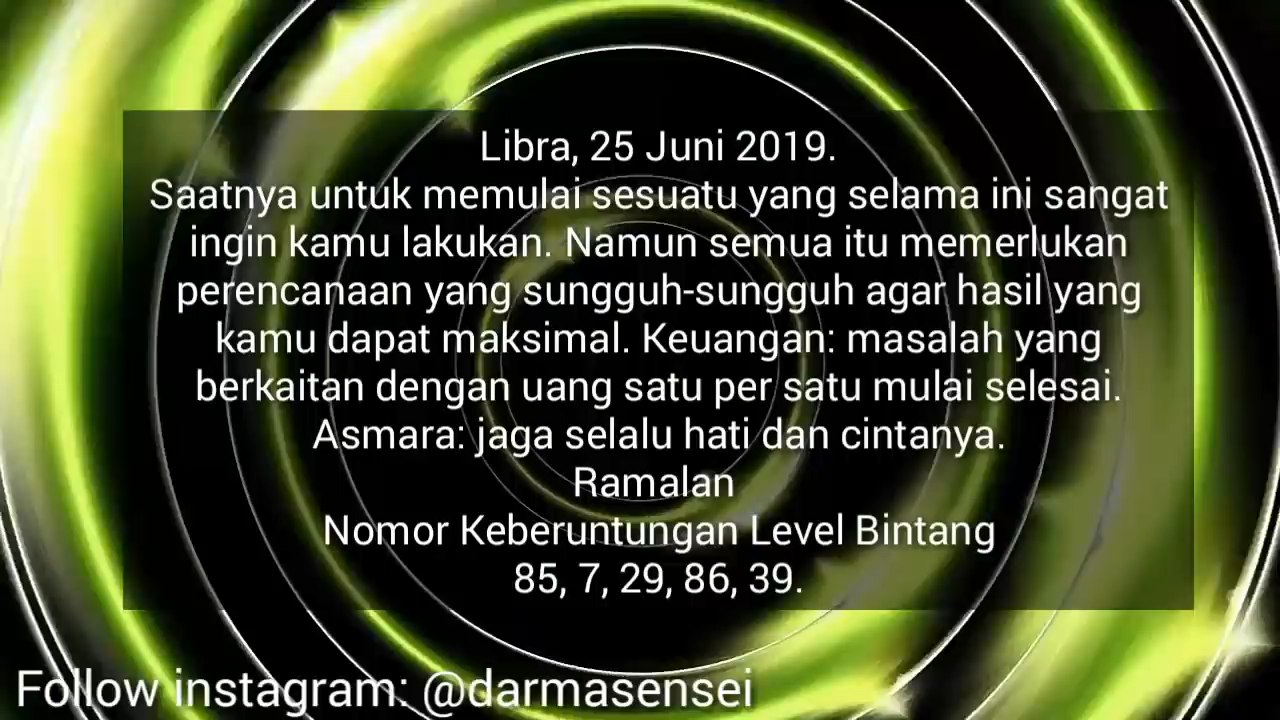 Libra, 25 Juni 2019.
Saatnya untuk memulai sesuatu yang selama ini sangat
ingin kamu lakukan. Namun semua itu memerlukan
perencanaan yang sungguh-sungguh agar hasil yang
kamu dapat maksimal. Keuangan: masalah yang
berkaitan dengan uang satu per satu mulai selesai.
Asmara: jaga selalu hati dan cintanya.
Ramalan
Nomor Keberuntungan Level Bintang
85, 7, 29, 86, 39.
Follow instagram: @darmasensei